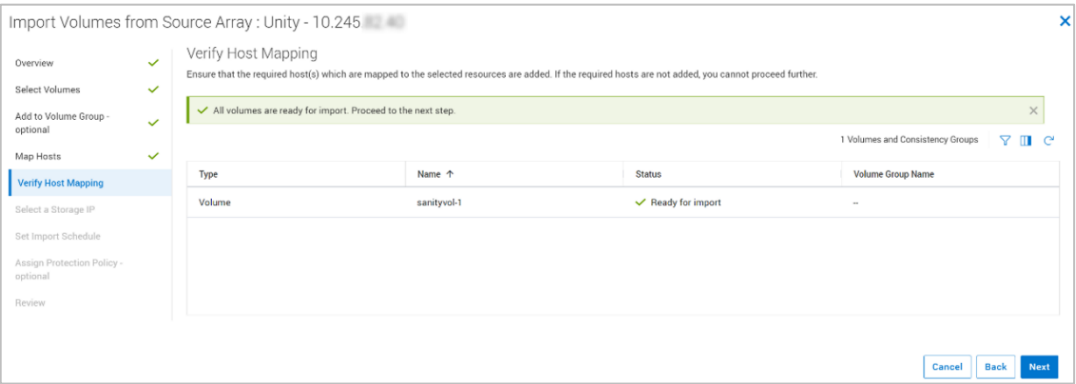 Import Volumes from Source Array : Unity - 10.245
Overview
Select Volumes
Add to Volume Group -
optional
Map Hosts
Verify Host Mapping
Select a Storage IP
Set Import Schedule
Assign Protection Policy -
optional
Review
Verify Host Mapping
Ensure that the required host(s) which are mapped to the selected resources are added. If the required hosts are not added, you cannot proceed further.
All volumes are ready for import. Proceed to the next step.
1 Volumes and Consistency Groups
Type Name ↑ Status Volume Group Name
Volume sanityvol-1 Ready for import --
Cancel Back Next